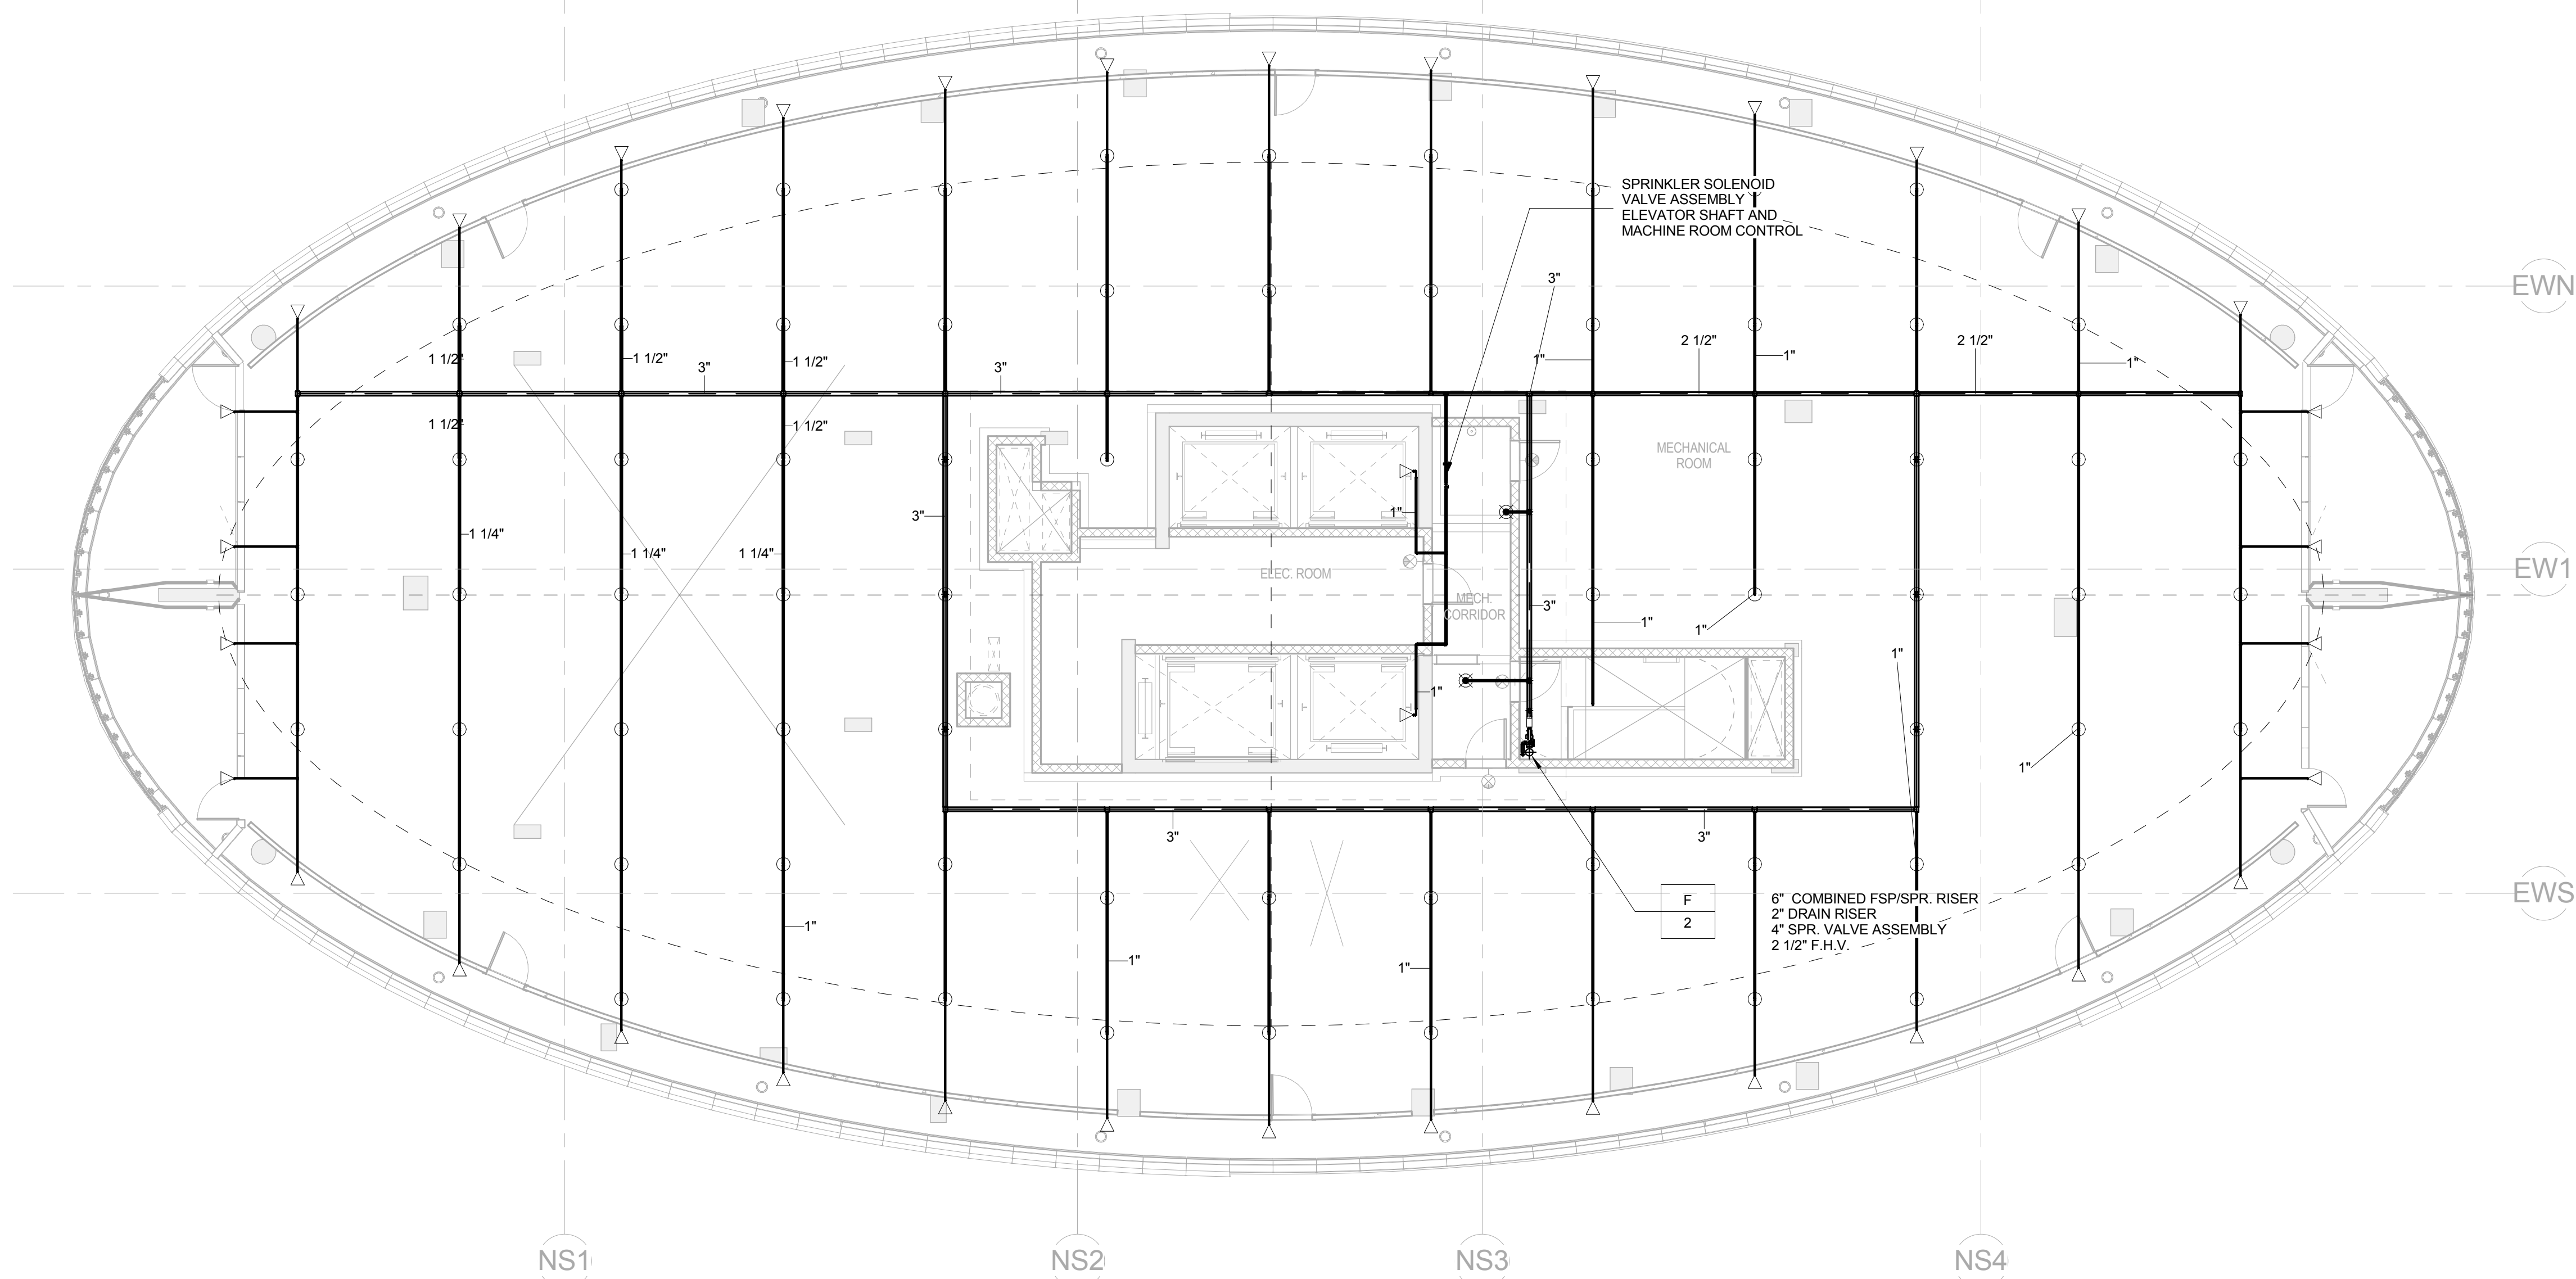 SPRINKLER SOLENOID
VALVE ASSEMBLY
ELEVATOR SHAFT AND
MACHINE ROOM CONTROL
3"
EWN
1 1/2"
1 1/2"
1 1/2"
3"
3"
1"
2 1/2"
1"
2 1/2"
1"
1 1/2"
1 1/2"
MECHANICAL
ROOM
3"
1"
1 1/4"
1 1/4"
1 1/4"
ELEC. ROOM
EW1
MECH.
CORRIDOR
3"
1"
1"
1"
1"
1"
3"
3"
F
2
6" COMBINED FSP/SPR. RISER
2" DRAIN RISER
4" SPR. VALVE ASSEMBLY
2 1/2" F.H.V.
EWS
1"
1"
1"
NS1
NS2
NS3
NS4